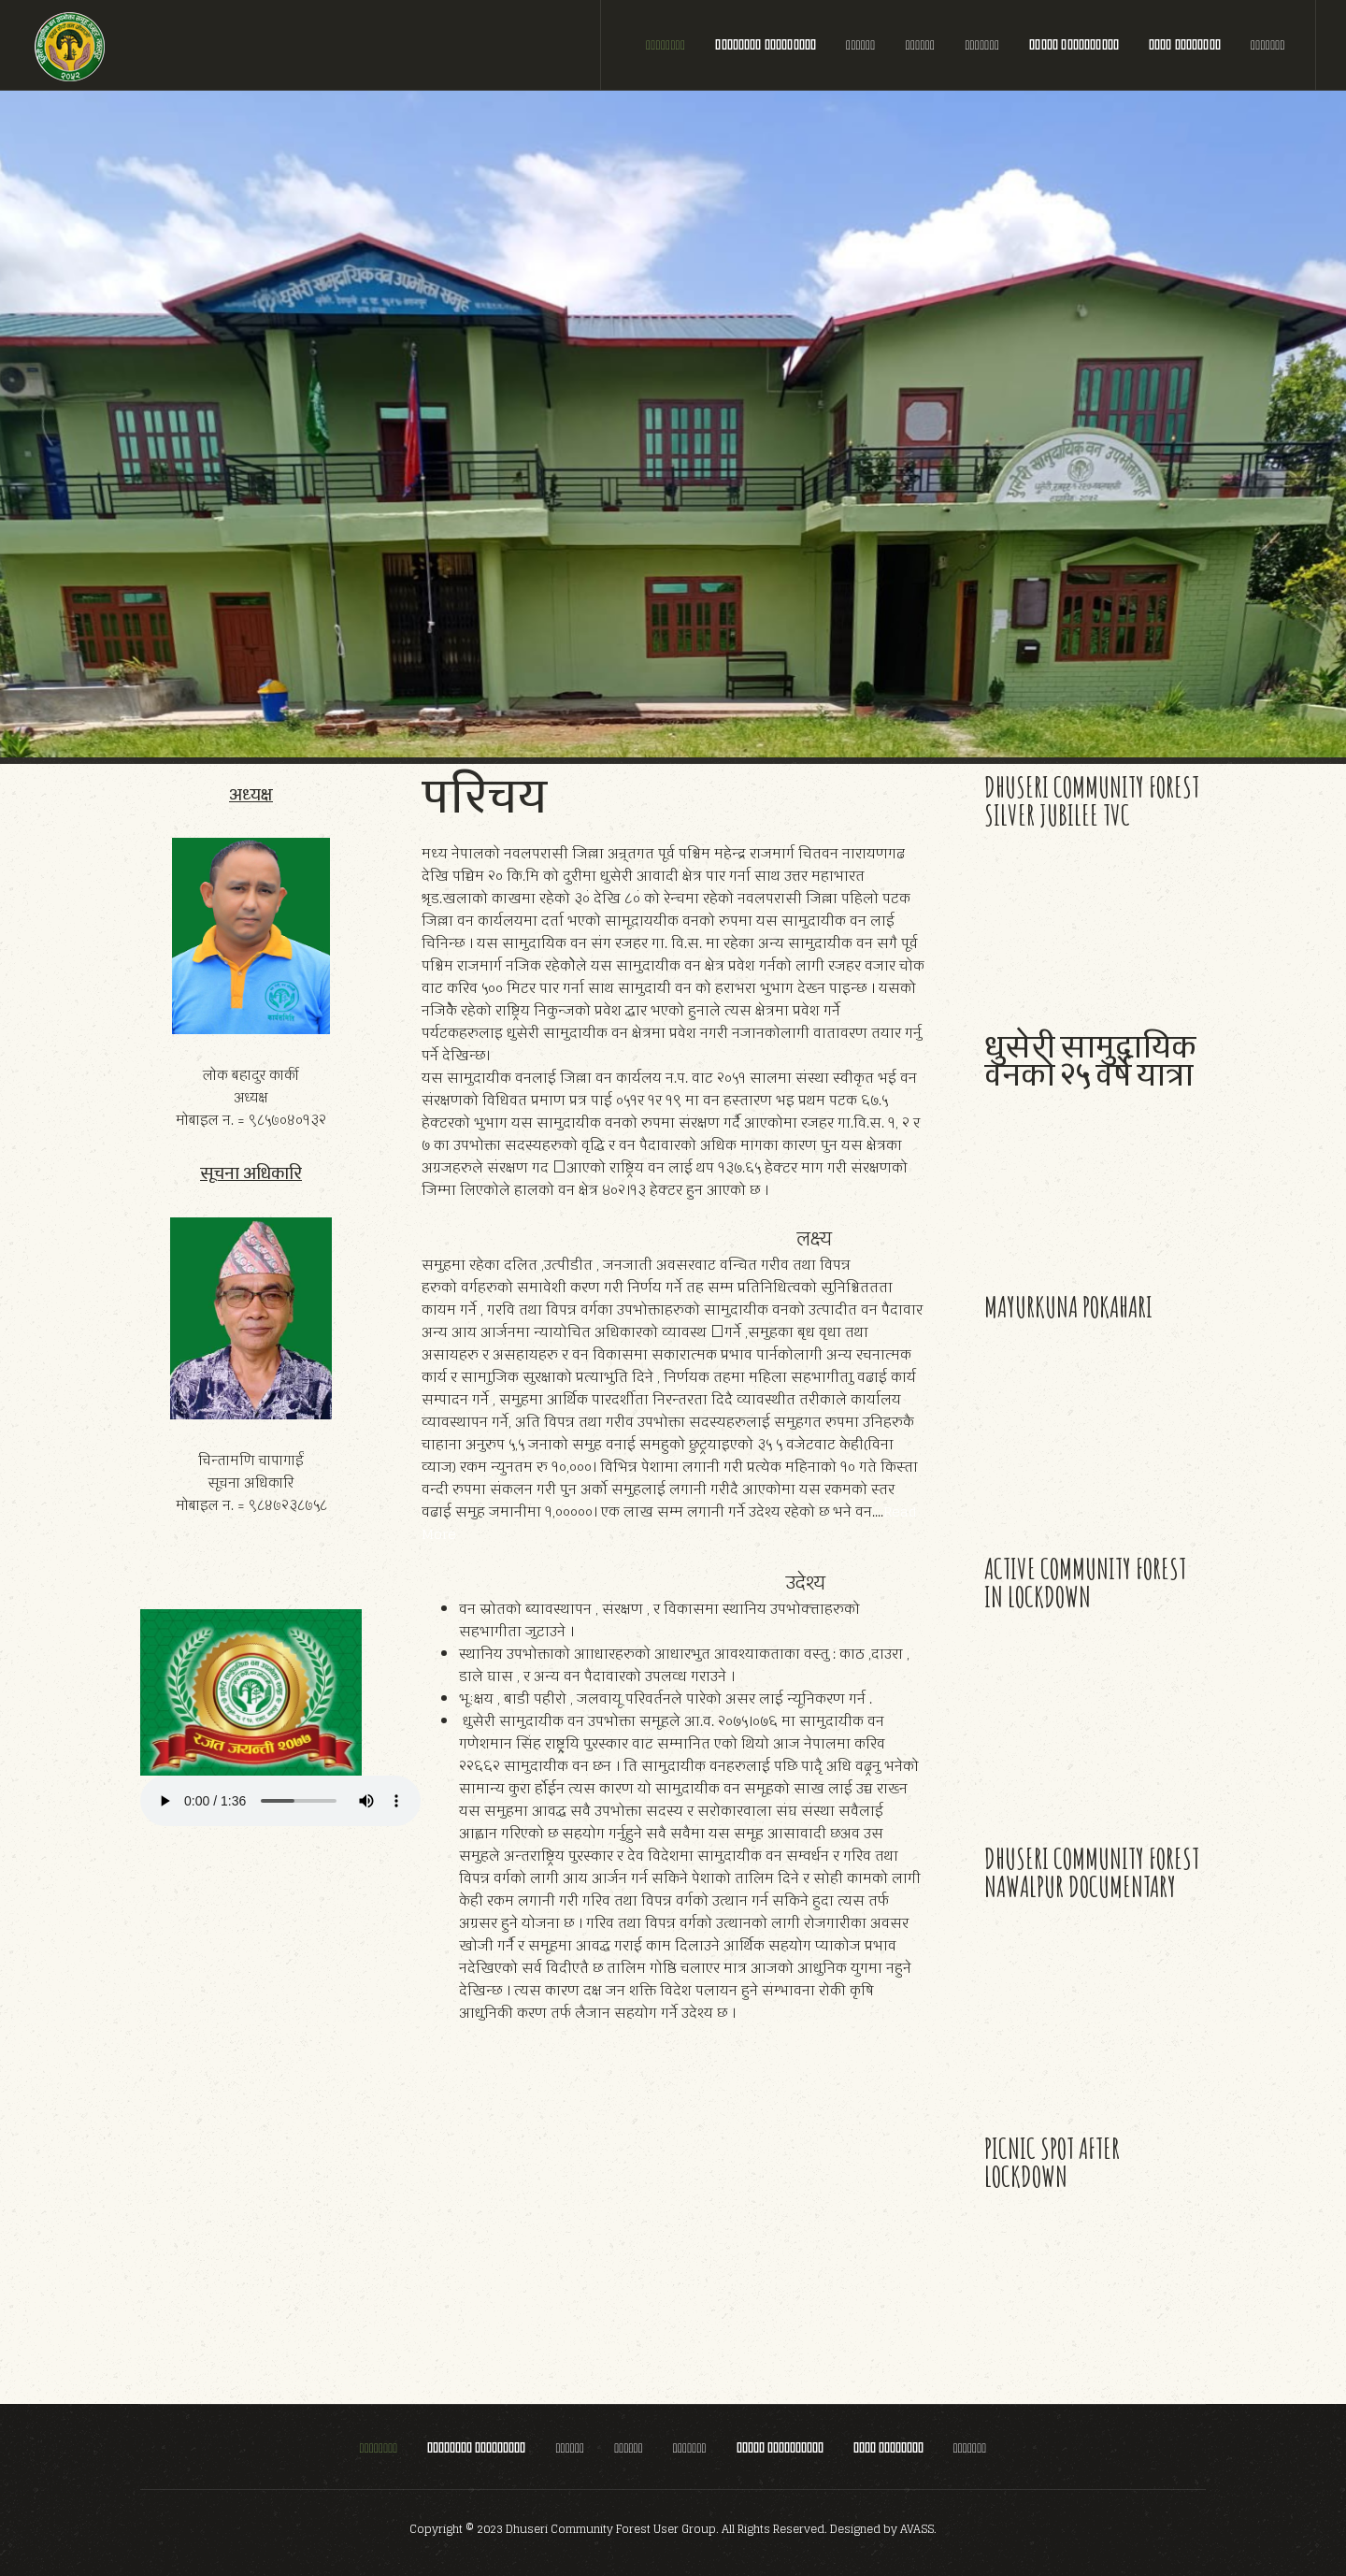 धुसेरी सामुदायिक वन उपभोक्ता समुह
अध्यक्ष
लोक बहादुर कार्की
अध्यक्ष
मोबाइल न. = ९८५७०४०१३२
सूचना अधिकारि
चिन्तामणि चापागाई
सूचना अधिकारि
मोबाइल न. = ९८४७२३८७५८
रजत जयन्ती २०७७
0:00 / 1:36
परिचय
मध्य नेपालको नवलपरासी जिल्ला अन्र्तगत पूर्व पश्चिम महेन्द्र राजमार्ग चितवन नारायणगढ
देखि पश्चिम २० कि.मि को दुरीमा धुसेरी आवादी क्षेत्र पार गर्ना साथ उत्तर महाभारत
श्रृड.खलाको काखमा रहेको ३० देखि ८० को रेन्चमा रहेको नवलपरासी जिल्ला पहिलो पटक
जिल्ला वन कार्यलयमा दर्ता भएको सामूदाययीक वनको रुपमा यस सामुदायीक वन लाई
चिनिन्छ । यस सामुदायिक वन संग रजहर गा. वि.स. मा रहेका अन्य सामुदायीक वन सगै पूर्व
पश्चिम राजमार्ग नजिक रहेकोेले यस सामुदायीक वन क्षेत्र प्रवेश गर्नको लागी रजहर वजार चोक
वाट करिव ५०० मिटर पार गर्ना साथ सामुदायी वन को हराभरा भुभाग देख्न पाइन्छ । यसको
नजिकैे रहेको राष्ट्रिय निकुन्जको प्रवेश द्धार भएको हुनाले त्यस क्षेत्रमा प्रवेश गर्ने
पर्यटकहरुलाइ धुसेरी सामुदायीक वन क्षेत्रमा प्रवेश नगरी नजानकोलागी वातावरण तयार गर्नु
पर्ने देखिन्छ।
यस सामुदायीक वनलाई जिल्ला वन कार्यलय न.प. वाट २०५१ सालमा संस्था स्वीकृत भई वन
संरक्षणको विधिवत प्रमाण प्रत्र पाई ०५१र १र १९ मा वन हस्तारण भइ प्रथम पटक ६७.५
हेक्टरको भुभाग यस सामुदायीक वनको रुपमा संरक्षण गर्दै आएकोमा रजहर गा.वि.स. १, २ र
७ का उपभोक्ता सदस्यहरुको वृद्धि र वन पैदावारको अधिक मागका कारण पुन यस क्षेत्रका
अग्रजहरुले संरक्षण गद आएको राष्ट्रिय वन लाई थप १३७.६५ हेक्टर माग गरी संरक्षणको
जिम्मा लिएकोले हालको वन क्षेत्र ४०२।१३ हेक्टर हुन आएको छ ।
लक्ष्य
समुहमा रहेका दलित ,उत्पीडीत , जनजाती अवसरवाट वन्चित गरीव तथा विपन्न
हरुको वर्गहरुको समावेशी करण गरी निर्णय गर्ने तह सम्म प्रतिनिधित्वको सुनिश्चिततता
कायम गर्ने , गरवि तथा विपन्न वर्गका उपभोक्ताहरुको सामुदायीक वनको उत्पादीत वन पैदावार
अन्य आय आर्जनमा न्यायोचित अधिकारको व्यावस्थ गर्ने ,समुहका बृध वृधा तथा
असायहरु र असहायहरु र वन विकासमा सकारात्मक प्रभाव पार्नकोलागी अन्य रचनात्मक
कार्य र सामाुजिक सुरक्षाको प्रत्याभुति दिने , निर्णयक तहमा महिला सहभागीताु वढाई कार्य
सम्पादन गर्ने , समुहमा आर्थिक पारदर्शीता निरन्तरता दिदै व्यावस्थीत तरीकाले कार्यालय
व्यावस्थापन गर्ने, अति विपन्न तथा गरीव उपभोक्ता सदस्यहरुलाई समुहगत रुपमा उनिहरुकै
चाहाना अनुरुप ५,५ जनाको समुह वनाई समहुको छुट्रयाइएको ३५ ५ वजेटवाट केही(विना
व्याज) रकम न्युनतम रु १०,०००। विभिन्न पेशामा लगानी गरी प्रत्येक महिनाको १० गते किस्ता
वन्दी रुपमा संकलन गरी पुन अर्को समुहलाई लगानी गरीदै आएकोमा यस रकमको स्तर
वढाई समुह जमानीमा १,०००००। एक लाख सम्म लगानी गर्ने उदेश्य रहेको छ भने वन....
उदेश्य
वन स्रोतको ब्यावस्थापन , संरक्षण , र विकासमा स्थानिय उपभोक्ताहरुको
सहभागीता जुटाउने ।
स्थानिय उपभोक्ताको आाधारहरुको आधारभुत आवश्याकताका वस्तु : काठ ,दाउरा ,
डाले घास , र अन्य वन पैदावारको उपलव्ध गराउने ।
भू.:क्षय , बाडी पहीरो , जलवायू परिवर्तनले पारेको असर लाई न्यूनिकरण गर्न .
धुसेरी सामुदायीक वन उपभोक्ता समूहले आ.व. २०७५।०७६ मा सामुदायीक वन
गणेशमान सिंह राष्ट्र्रयि पुरस्कार वाट सम्मानित एको थियो आज नेपालमा करिव
२२६६२ सामुदायीक वन छन । ति सामुदायीक वनहरुलाई पछि पादै्र अधि वढ्नु भनेको
सामान्य कुरा र्होईन त्यस कारण यो सामुदायीक वन समूहको साख लाई उच्च राख्न
यस समुहमा आवद्ध सवै उपभोक्ता सदस्य र सरोकारवाला संघ संस्था सवैलाई
आह्वान गरिएको छ सहयोग गर्नुहुने सवै सवैमा यस समूह आसावादी छअव उस
समुहले अन्तराष्ट्रिय पुरस्कार र देव विदेशमा सामुदायीक वन सम्वर्धन र गरिव तथा
विपन्न वर्गको लागी आय आर्जन गर्न सकिने पेशाको तालिम दिने र सोही कामको लागी
केही रकम लगानी गरी गरिव तथा विपन्न वर्गको उत्थान गर्न सकिने हुदा त्यस तर्फ
अग्रसर हुने योजना छ । गरिव तथा विपन्न वर्गको उत्थानको लागी रोजगारीका अवसर
खोजी गर्नैे र समूहमा आवद्ध गराई काम दिलाउने आर्थिक सहयोग प्याकोज प्रभाव
नदेखिएको सर्व विदीएतै छ तालिम गोष्ठि चलाएर मात्र आजको आधुनिक युगमा नहुने
देखिन्छ । त्यस कारण दक्ष जन शक्ति विदेश पलायन हुने संम्भावना रोकी कृषि
आधुनिकी करण तर्फ लैजान सहयोग गर्ने उदेश्य छ ।
DHUSERI COMMUNITY FOREST
SILVER JUBILEE TVC
धुसेरी सामुदायिक
वनको २५ वर्षे यात्रा
MAYURKUNA POKAHARI
ACTIVE COMMUNITY FOREST
IN LOCKDOWN
DHUSERI COMMUNITY FOREST
NAWALPUR DOCUMENTARY
PICNIC SPOT AFTER
LOCKDOWN
Copyright © 2023 Dhuseri Community Forest User Group. All Rights Reserved. Designed by AVASS.